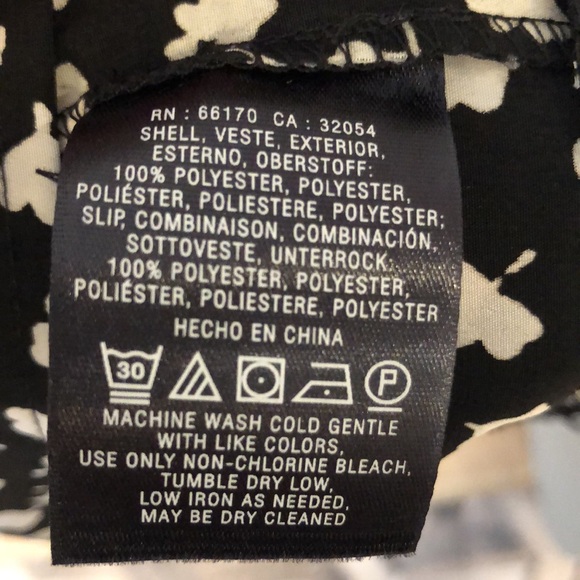 RN : 66170 CA : 32054
SHELL, VESTE, EXTERIOR,
ESTERNO, OBERSTOFF:
100% POLYESTER, POLYESTER,
POLIÉSTER, POLIESTERE, POLYESTER;
SLIP, COMBINAISON, COMBINACIÓN,
SOTTOVESTE, UNTERROCK:
100% POLYESTER, POLYESTER,
POLIÉSTER, POLIESTERE, POLYESTER
HECHO EN CHINA
30 P
MACHINE WASH COLD GENTLE
WITH LIKE COLORS,
USE ONLY NON-CHLORINE BLEACH,
TUMBLE DRY LOW,
LOW IRON AS NEEDED,
MAY BE DRY CLEANED